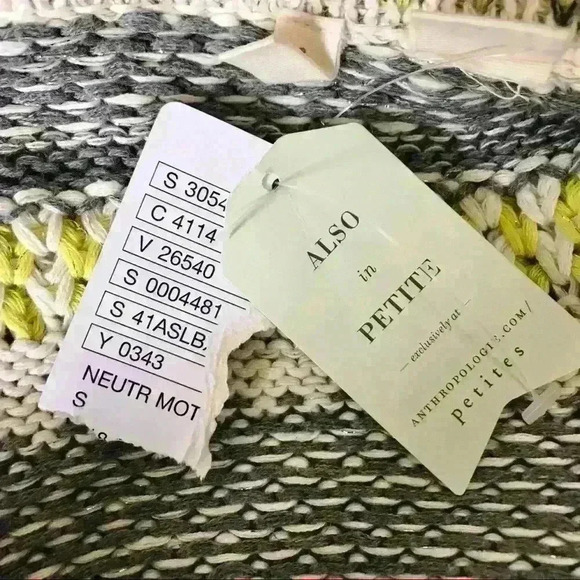 S 3054
C 4114
V 26540
S 0004481
S 41ASLB
Y 0343
NEUTR MOT
S
ALSO
in
PETITE
— exclusively at —
ANTHROPOLOGIE.COM/
petites